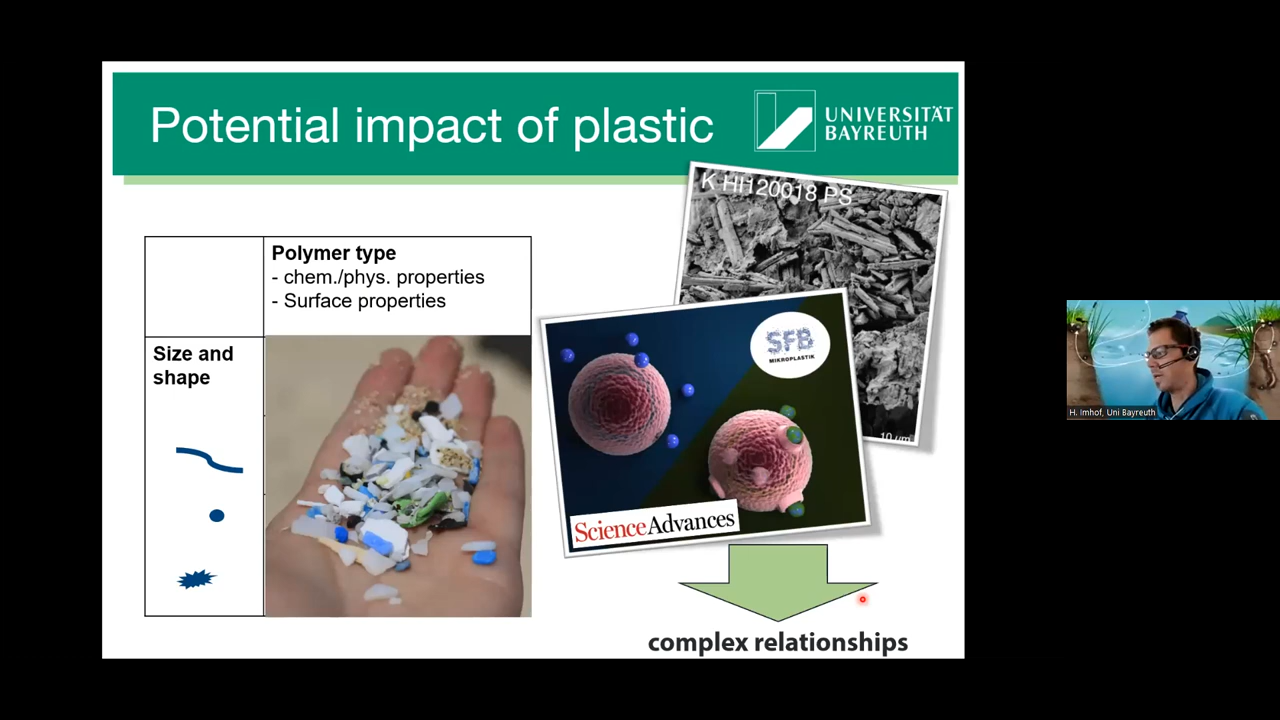 Potential impact of plastic
UNIVERSITÄT
BAYREUTH
K HI120018 PS
Polymer type
- chem./phys. properties
- Surface properties
Size and
shape
SFB
MIKROPLASTIK
10 µm
ScienceAdvances
complex relationships
H. Imhof, Uni Bayreuth